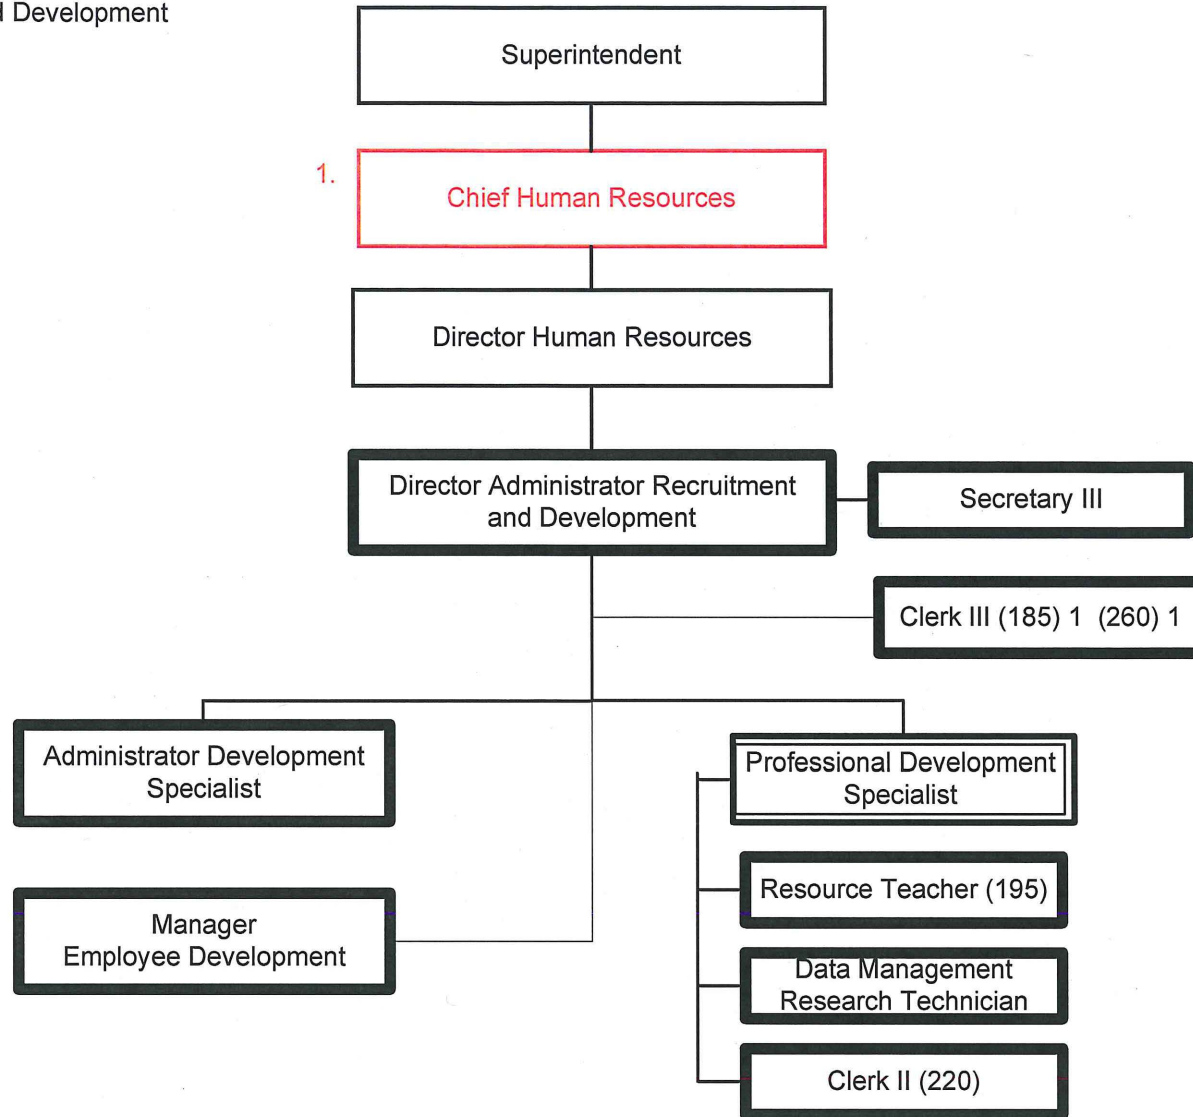 Development
Superintendent
1.
Chief Human Resources
Director Human Resources
Director Administrator Recruitment
and Development
Secretary III
Clerk III (185) 1 (260) 1
Administrator Development
Specialist
Professional Development
Specialist
Resource Teacher (195)
Manager
Employee Development
Data Management
Research Technician
Clerk II (220)